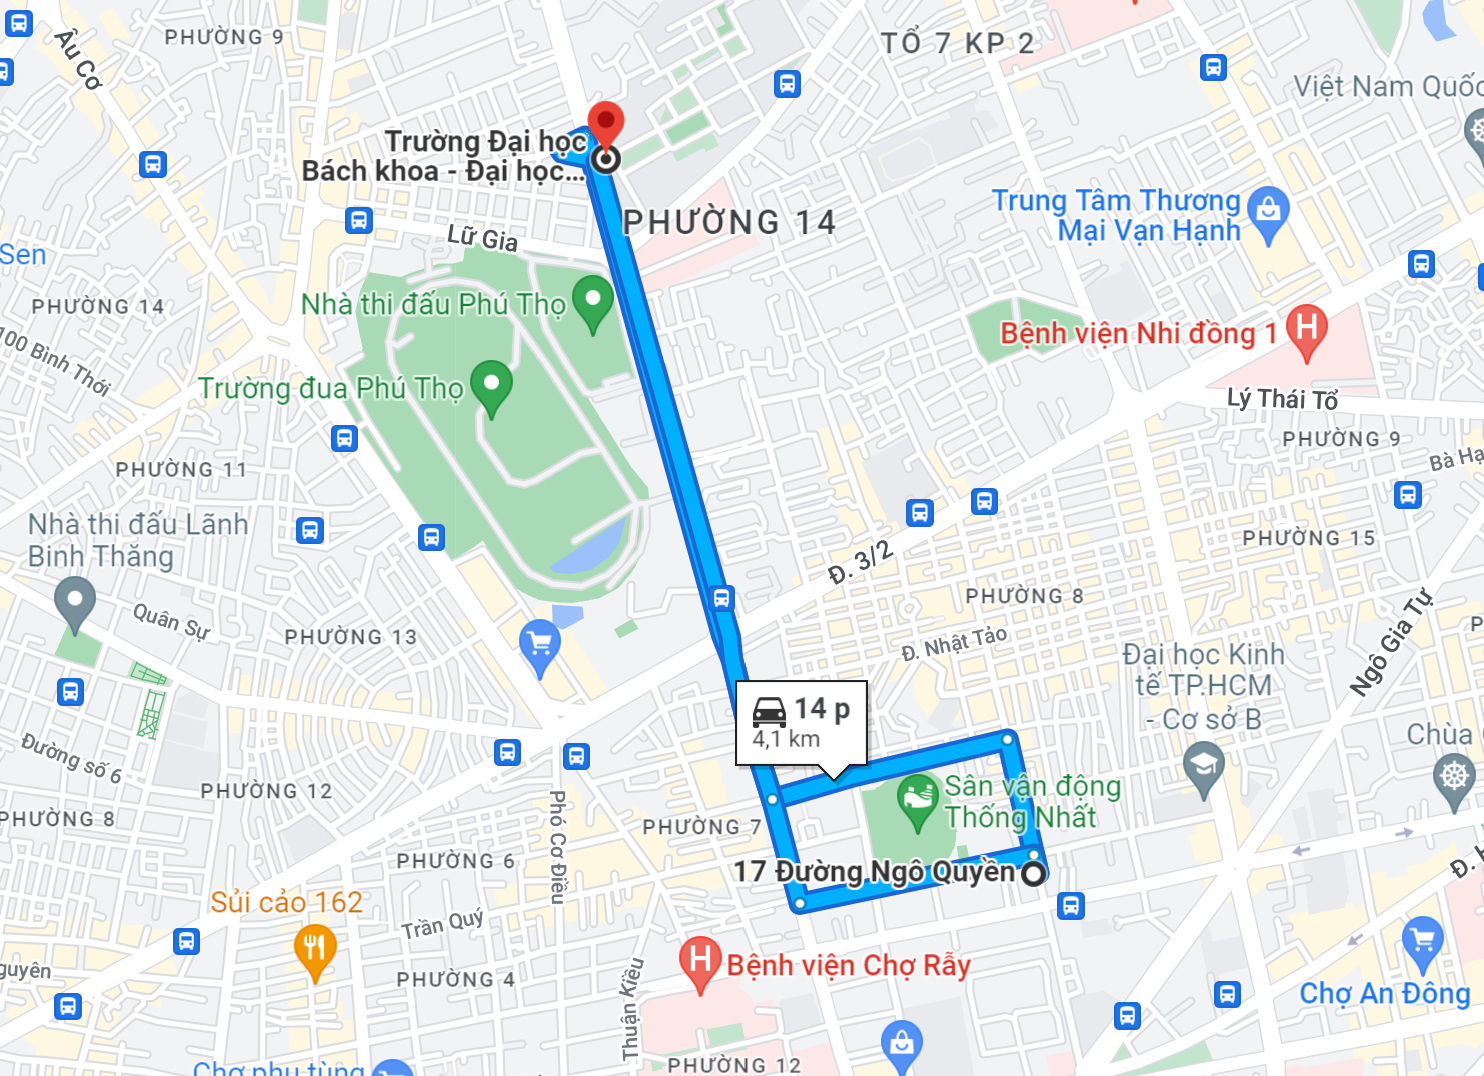 PHƯỜNG 9
TỔ 7 KP 2
Âu Cơ
Việt Nam Quốc
Trường Đại học
Bách khoa - Đại học...
PHƯỜNG 14
Trung Tâm Thương
Mại Vạn Hạnh
Lữ Gia
Sen
PHƯỜNG 14
Nhà thi đấu Phú Thọ
Bệnh viện Nhi đồng 1
100 Bình Thới
Trường đua Phú Thọ
Lý Thái Tổ
PHƯỜNG 9
PHƯỜNG 11
Bà Hạ
Nhà thi đấu Lãnh
Binh Thăng
PHƯỜNG 15
Đ. 3/2
PHƯỜNG 8
Quân Sự
PHƯỜNG 13
Đ. Nhật Tảo
Ngô Gia Tự
Đại học Kinh
tế TP.HCM
- Cơ sở B
14 p
4,1 km
Chùa
Đường số 6
PHƯỜNG 12
Sân vận động
Thống Nhất
PHƯỜNG 8
Phó Cơ Điều
PHƯỜNG 7
PHƯỜNG 6
17 Đường Ngô Quyền
Sủi cảo 162
Trần Quý
guyên
PHƯỜNG 4
Thuận Kiều
Bệnh viện Chợ Rẫy
Chợ An Đông
PHƯỜNG 12
Chợ phụ tùng